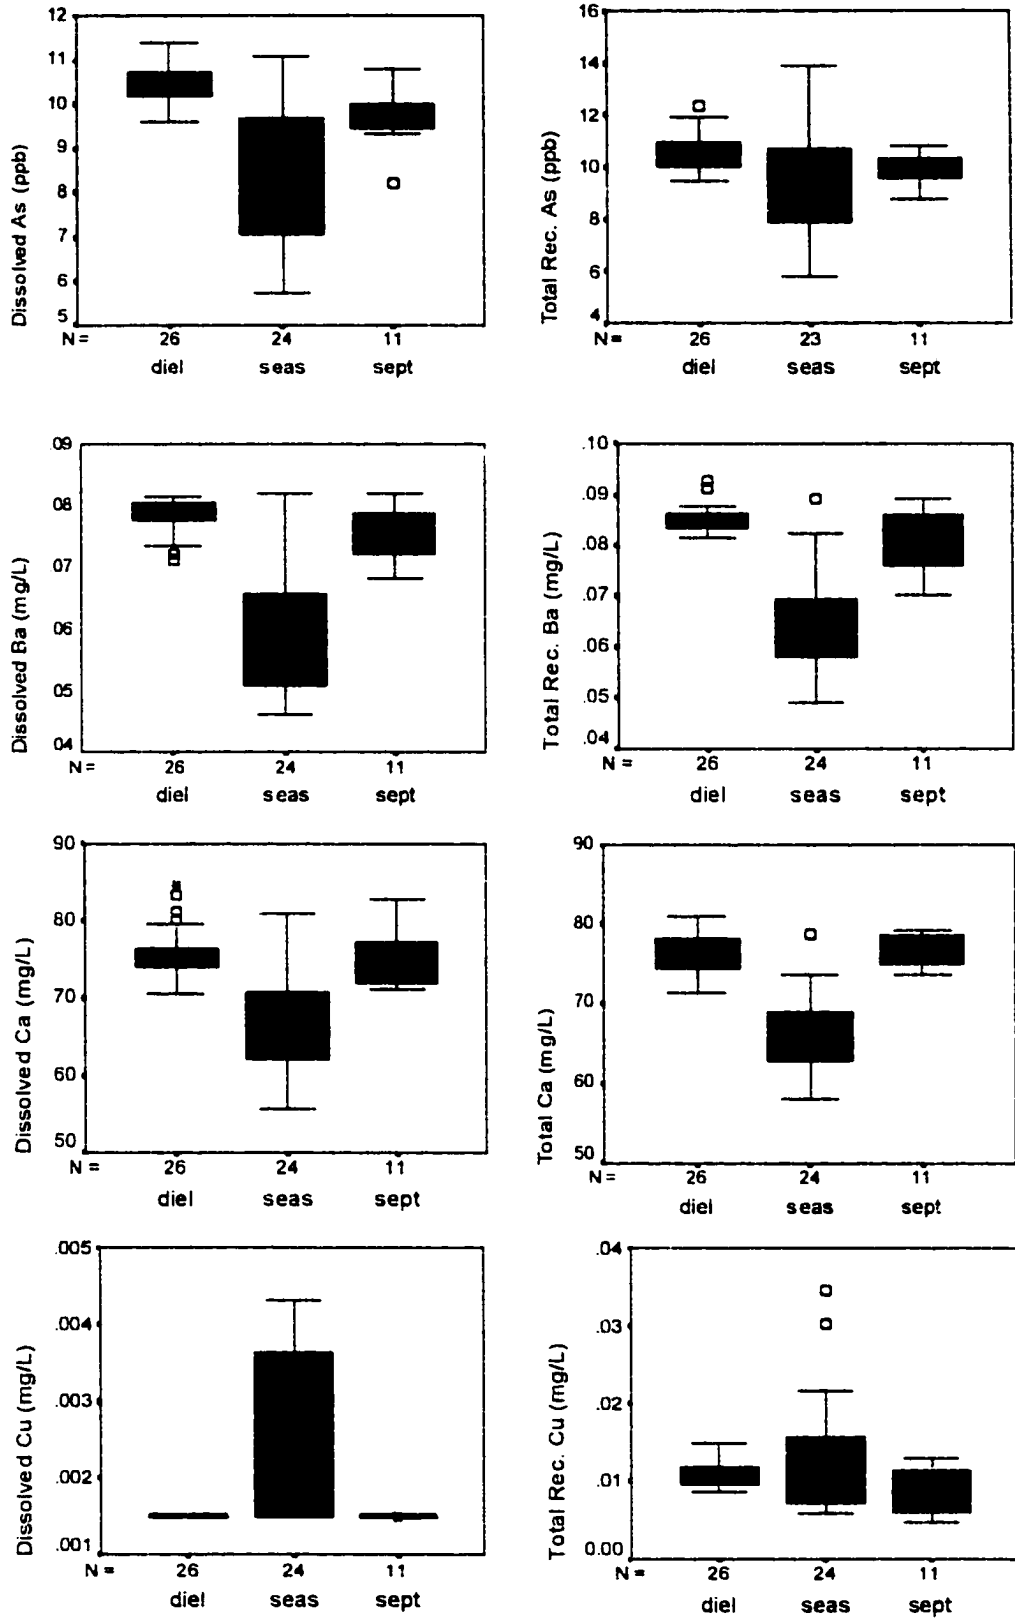 Dissolved As (ppb)
12
11
10
9
8
7
6
5
N =
26
24
11
diel
seas
sept
Total Rec. As (ppb)
16
14
12
10
8
6
4
N =
26
23
11
diel
seas
sept
Dissolved Ba (mg/L)
09
08
07
06
05
04
N =
26
24
11
diel
seas
sept
Total Rec. Ba (mg/L)
.10
.09
.08
.07
.06
.05
.04
N =
26
24
11
diel
seas
sept
Dissolved Ca (mg/L)
90
80
70
60
50
N =
26
24
11
diel
seas
sept
Total Ca (mg/L)
90
80
70
60
50
N =
26
24
11
diel
seas
sept
Dissolved Cu (mg/L)
.005
.004
.003
.002
.001
N =
26
24
11
diel
seas
sept
Total Rec. Cu (mg/L)
.04
.03
.02
.01
0.00
N =
26
24
11
diel
seas
sept